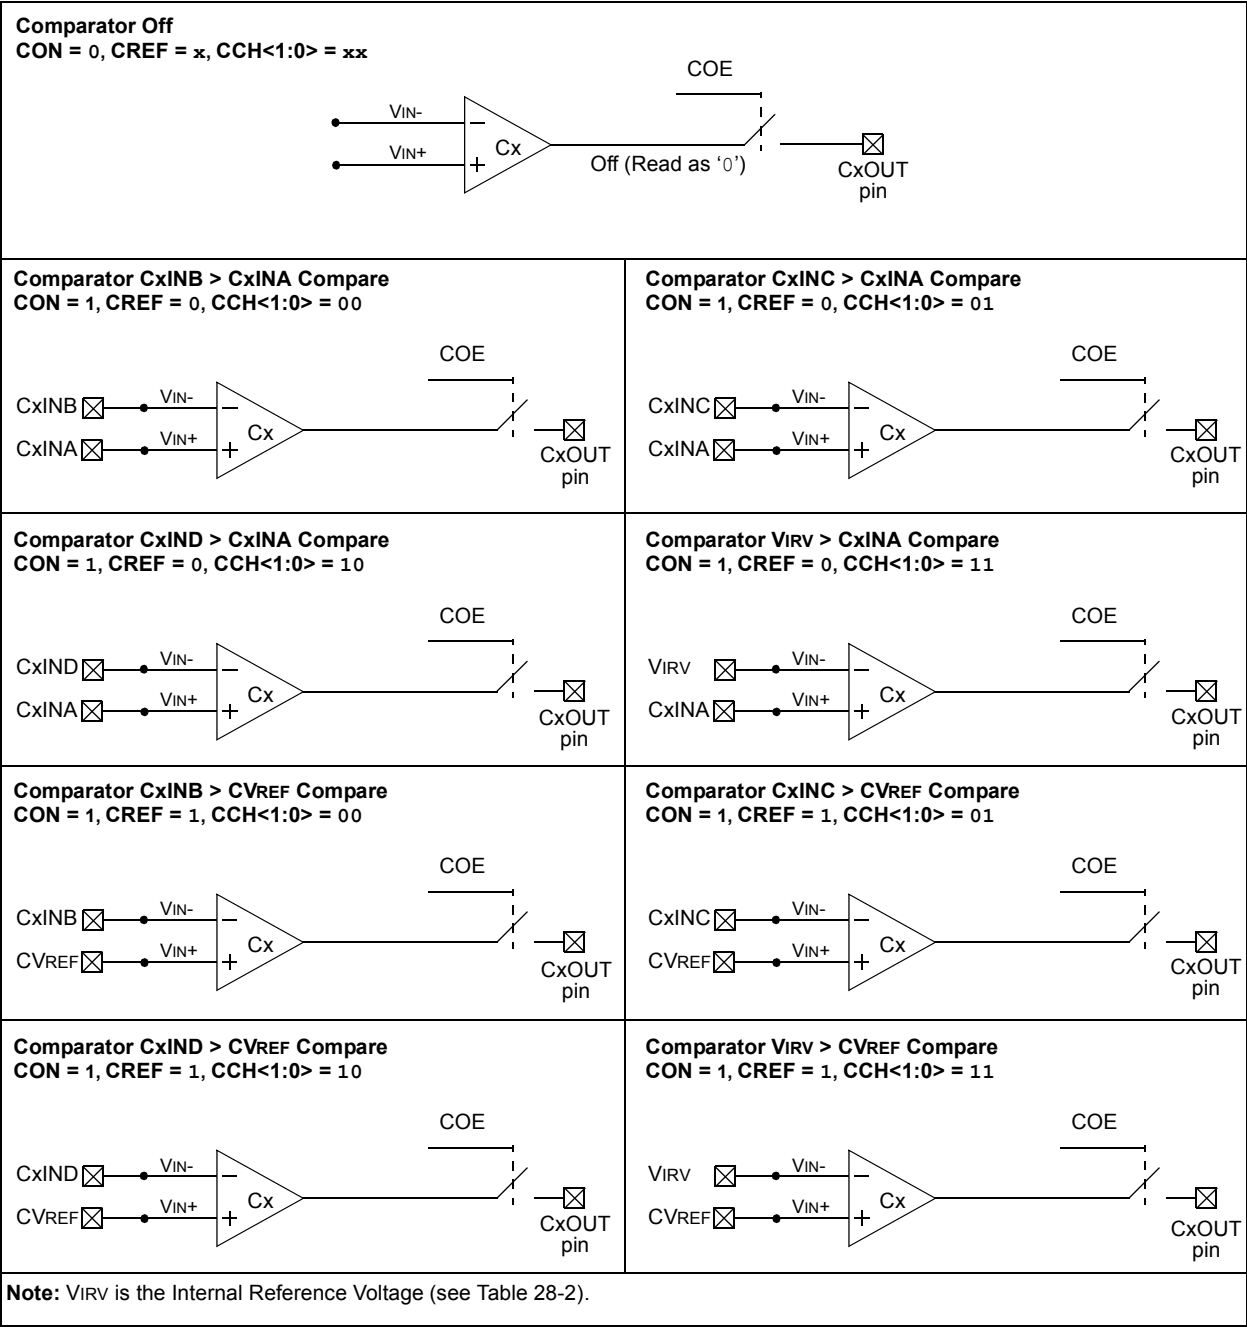 Comparator Off
CON = 0, CREF = x, CCH<1:0> = xx
COE
VIN-
VIN+
Cx
Off (Read as ‘0’)
CxOUT
pin
Comparator CxINB > CxINA Compare
CON = 1, CREF = 0, CCH<1:0> = 00
COE
CxINB
VIN-
CxINA
VIN+
Cx
CxOUT
pin
Comparator CxINC > CxINA Compare
CON = 1, CREF = 0, CCH<1:0> = 01
COE
CxINC
VIN-
CxINA
VIN+
Cx
CxOUT
pin
Comparator CxIND > CxINA Compare
CON = 1, CREF = 0, CCH<1:0> = 10
COE
CxIND
VIN-
CxINA
VIN+
Cx
CxOUT
pin
Comparator VIRV > CxINA Compare
CON = 1, CREF = 0, CCH<1:0> = 11
COE
VIRV
VIN-
CxINA
VIN+
Cx
CxOUT
pin
Comparator CxINB > CVREF Compare
CON = 1, CREF = 1, CCH<1:0> = 00
COE
CxINB
VIN-
CVREF
VIN+
Cx
CxOUT
pin
Comparator CxINC > CVREF Compare
CON = 1, CREF = 1, CCH<1:0> = 01
COE
CxINC
VIN-
CVREF
VIN+
Cx
CxOUT
pin
Comparator CxIND > CVREF Compare
CON = 1, CREF = 1, CCH<1:0> = 10
COE
CxIND
VIN-
CVREF
VIN+
Cx
CxOUT
pin
Comparator VIRV > CVREF Compare
CON = 1, CREF = 1, CCH<1:0> = 11
COE
VIRV
VIN-
CVREF
VIN+
Cx
CxOUT
pin
Note: VIRV is the Internal Reference Voltage (see Table 28-2).